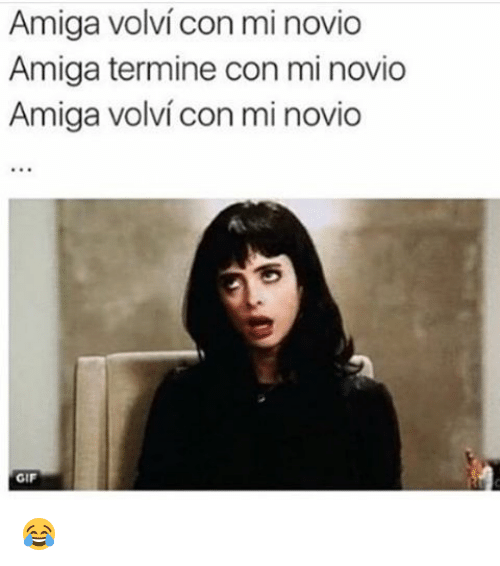 Amiga volví con mi novio
Amiga termine con mi novio
Amiga volví con mi novio
...
GIF